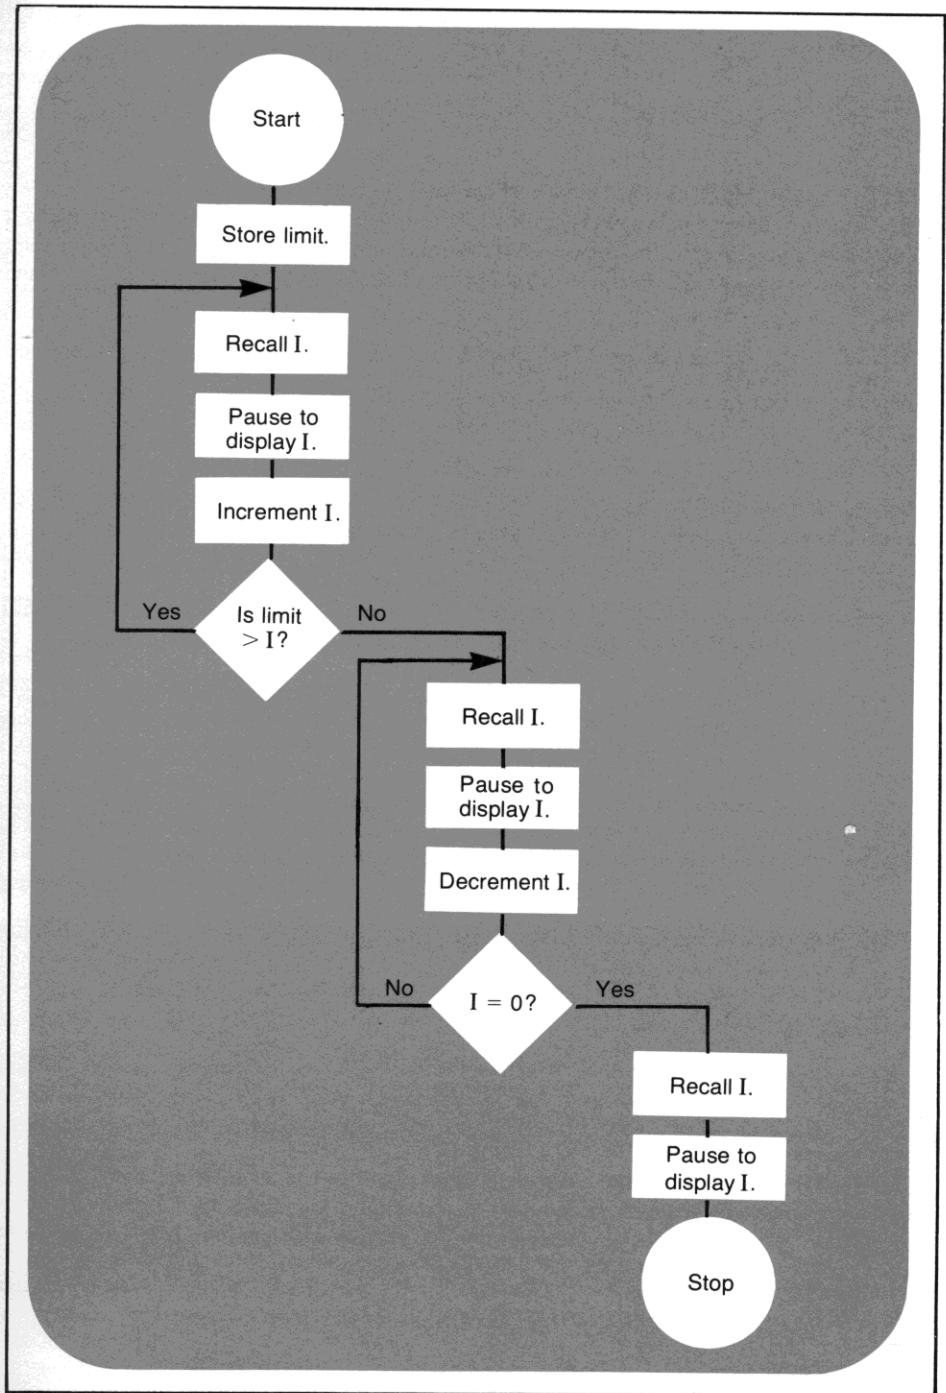 Start
Store limit.
Recall I.
Pause to
display I.
Increment I.
Yes
Is limit
> I?
No
Recall I.
Pause to
display I.
Decrement I.
No
I = 0?
Yes
Recall I.
Pause to
display I.
Stop